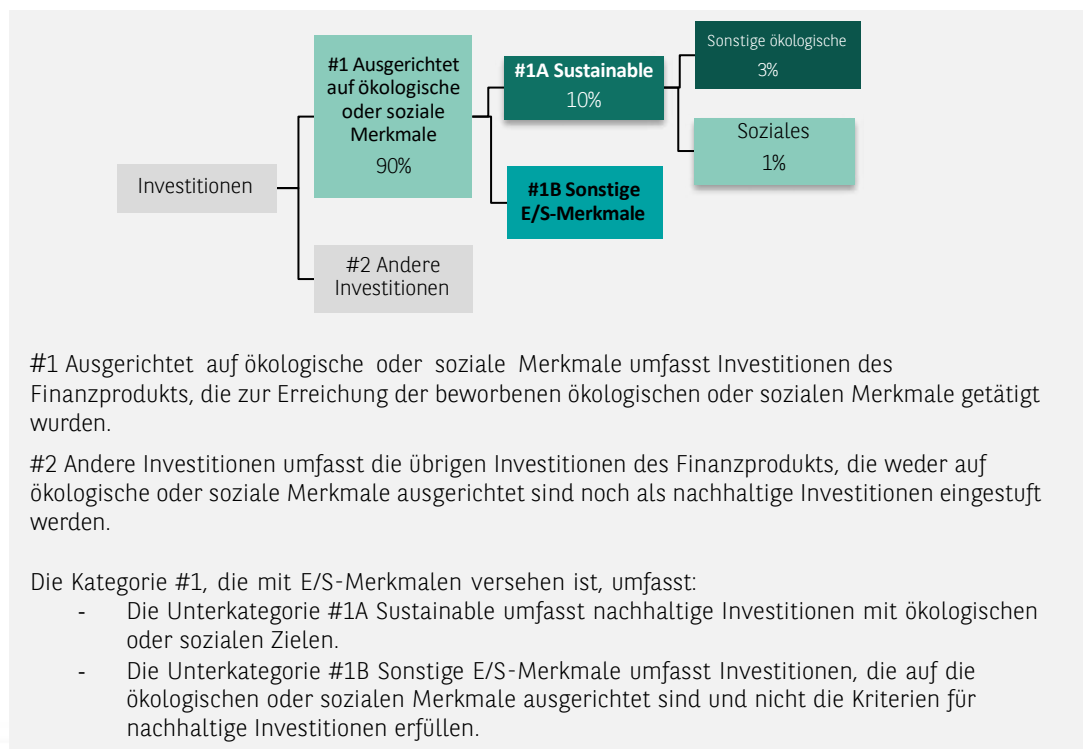 Investitionen
#1 Ausgerichtet
auf ökologische
oder soziale
Merkmale
90%
#2 Andere
Investitionen
#1A Sustainable
10%
#1B Sonstige
E/S-Merkmale
Sonstige ökologische
3%
Soziales
1%
#1 Ausgerichtet auf ökologische oder soziale Merkmale umfasst Investitionen des
Finanzprodukts, die zur Erreichung der beworbenen ökologischen oder sozialen Merkmale getätigt
wurden.
#2 Andere Investitionen umfasst die übrigen Investitionen des Finanzprodukts, die weder auf
ökologische oder soziale Merkmale ausgerichtet sind noch als nachhaltige Investitionen eingestuft
werden.
Die Kategorie #1, die mit E/S-Merkmalen versehen ist, umfasst:
- Die Unterkategorie #1A Sustainable umfasst nachhaltige Investitionen mit ökologischen
oder sozialen Zielen.
- Die Unterkategorie #1B Sonstige E/S-Merkmale umfasst Investitionen, die auf die
ökologischen oder sozialen Merkmale ausgerichtet sind und nicht die Kriterien für
nachhaltige Investitionen erfüllen.